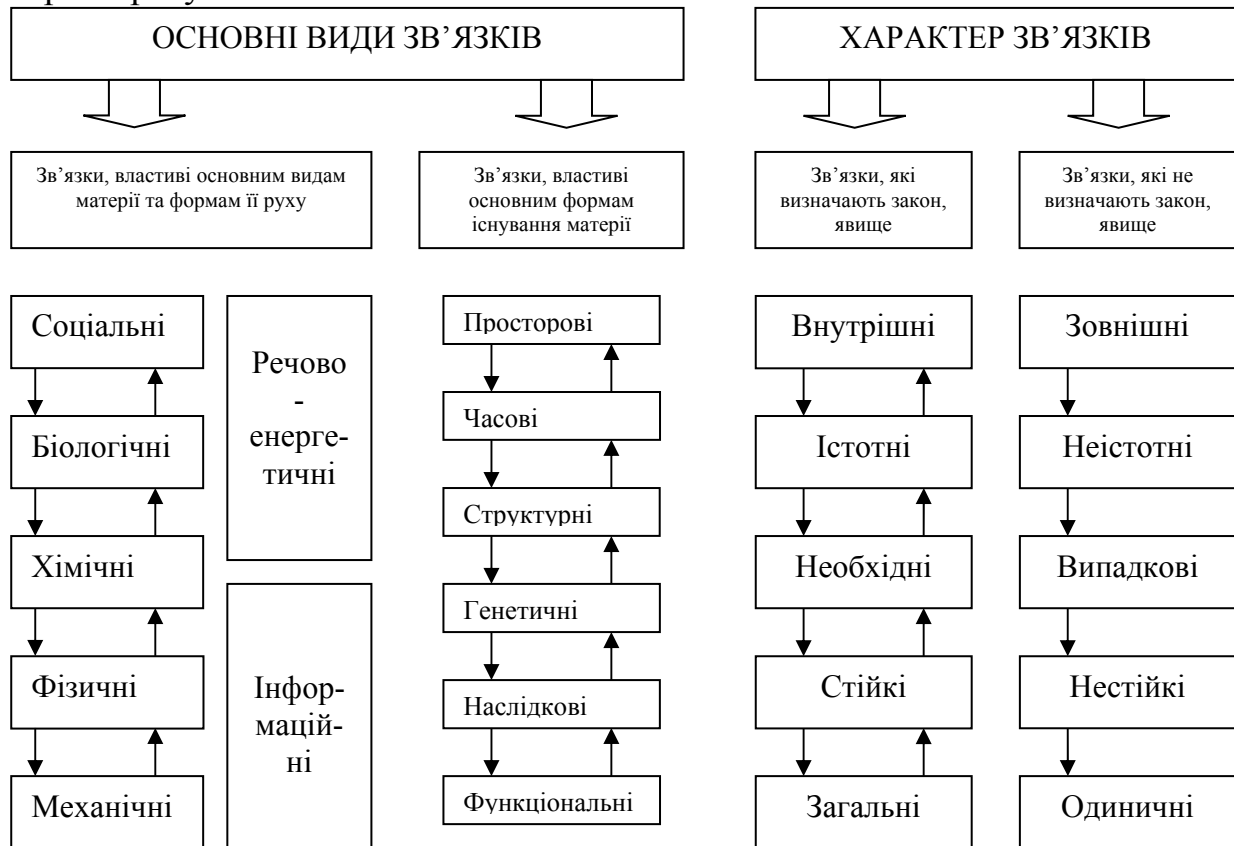 ОСНОВНІ ВИДИ ЗВ’ЯЗКІВ
ХАРАКТЕР ЗВ’ЯЗКІВ
Зв’язки, властиві основним видам
матерії та формам її руху
Зв’язки, властиві
основним формам
існування матерії
Зв’язки, які
визначають закон,
явище
Зв’язки, які не
визначають закон,
явище
Соціальні
Біологічні
Хімічні
Фізичні
Механічні
Речово
-
енерге-
тичні
Інфор-
мацій-
ні
Просторові
Часові
Структурні
Генетичні
Наслідкові
Функціональні
Внутрішні
Істотні
Необхідні
Стійкі
Загальні
Зовнішні
Неістотні
Випадкові
Нестійкі
Одиничні